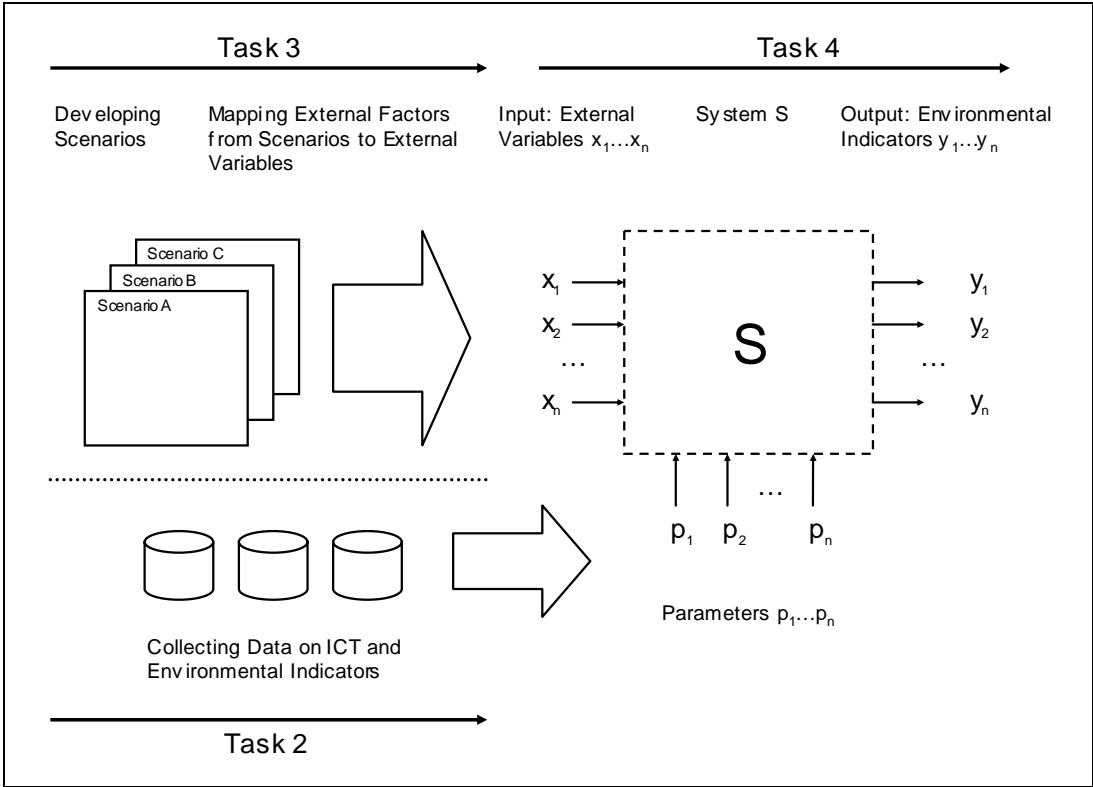 Task 3
Task 4
Developing
Scenarios
Mapping External Factors
from Scenarios to External
Variables
Input: External
Variables x₁…xₙ
System S
Output: Environmental
Indicators y₁…yₙ
Scenario C
Scenario B
Scenario A
x₁
x₂
…
xₙ
S
y₁
y₂
…
yₙ
…
p₁ p₂ pₙ
Parameters p₁…pₙ
Collecting Data on ICT and
Environmental Indicators
Task 2